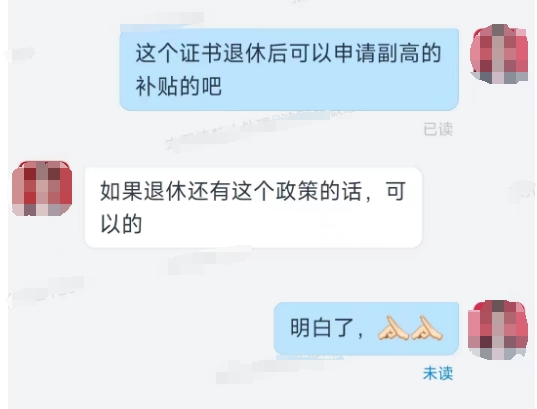 这个证书退休后可以申请副高的
补贴的吧
已读
如果退休还有这个政策的话，可
以的
明白了，🙏🏻🙏🏻
未读